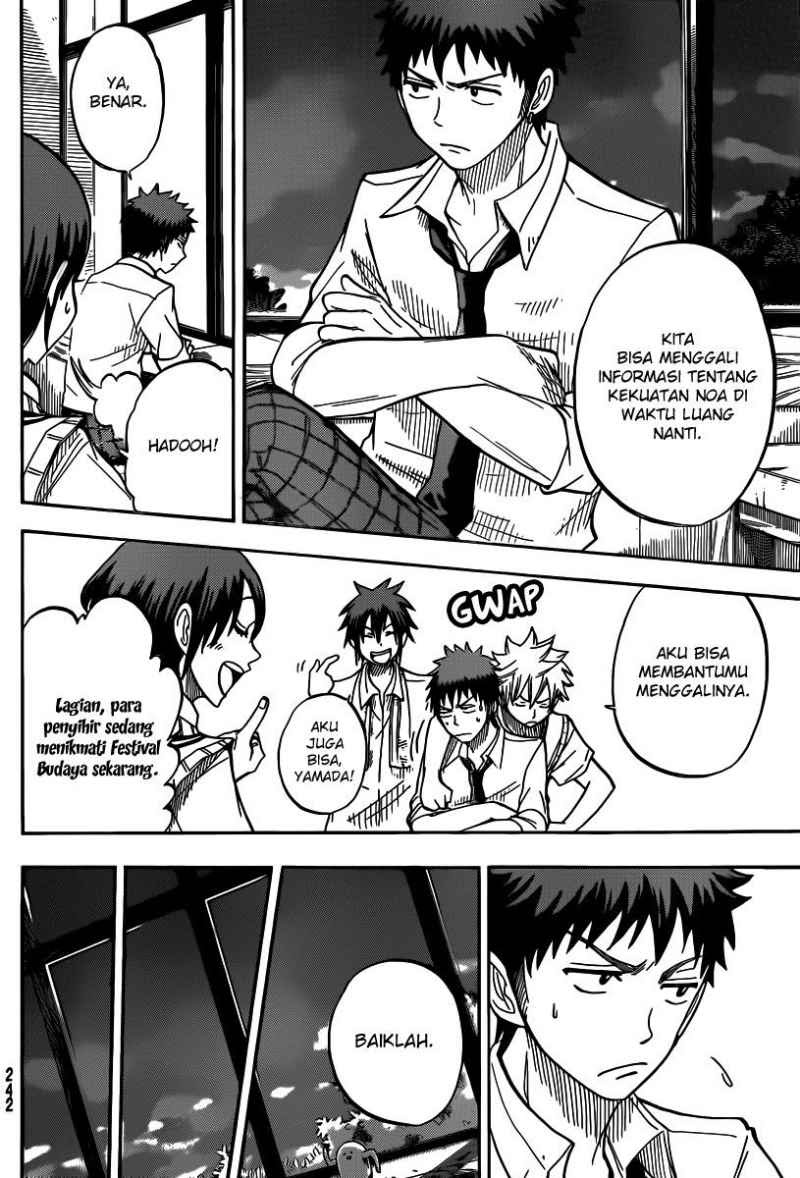 KITA
BISA MENGGALI
INFORMASI TENTANG
KEKUATAN NOA DI
WAKTU LUANG
NANTI.
YA,
BENAR.
HADOOH!
AKU BISA
MEMBANTUMU
MENGGALINYA.
GWAP
AKU
JUGA
BISA,
YAMADA!
Lagian, para
penyihir sedang
menikmati Festival
Budaya sekarang.
BAIKLAH.
242